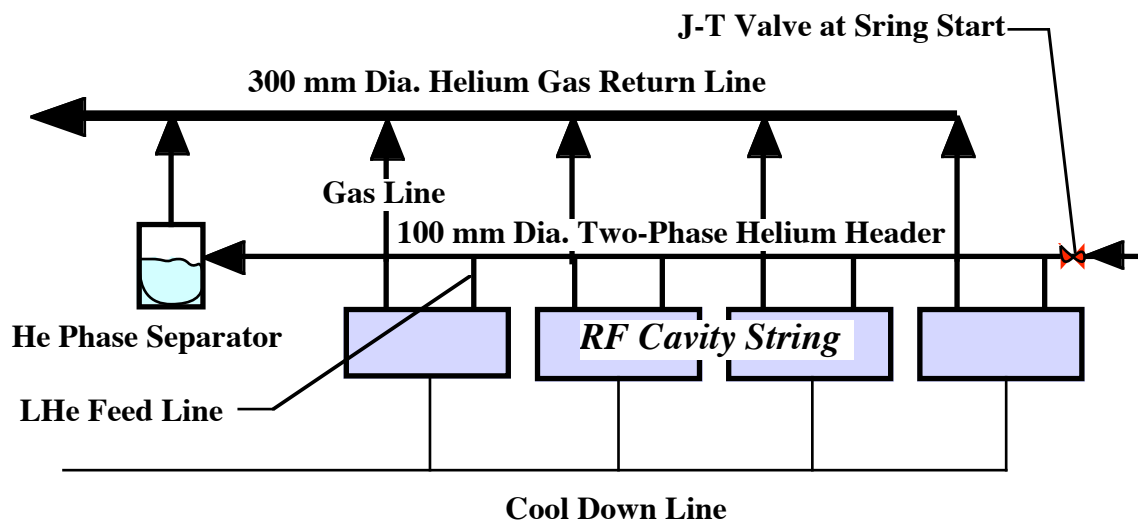 J-T Valve at Sring Start
300 mm Dia. Helium Gas Return Line
Gas Line
100 mm Dia. Two-Phase Helium Header
He Phase Separator
RF Cavity String
LHe Feed Line
Cool Down Line